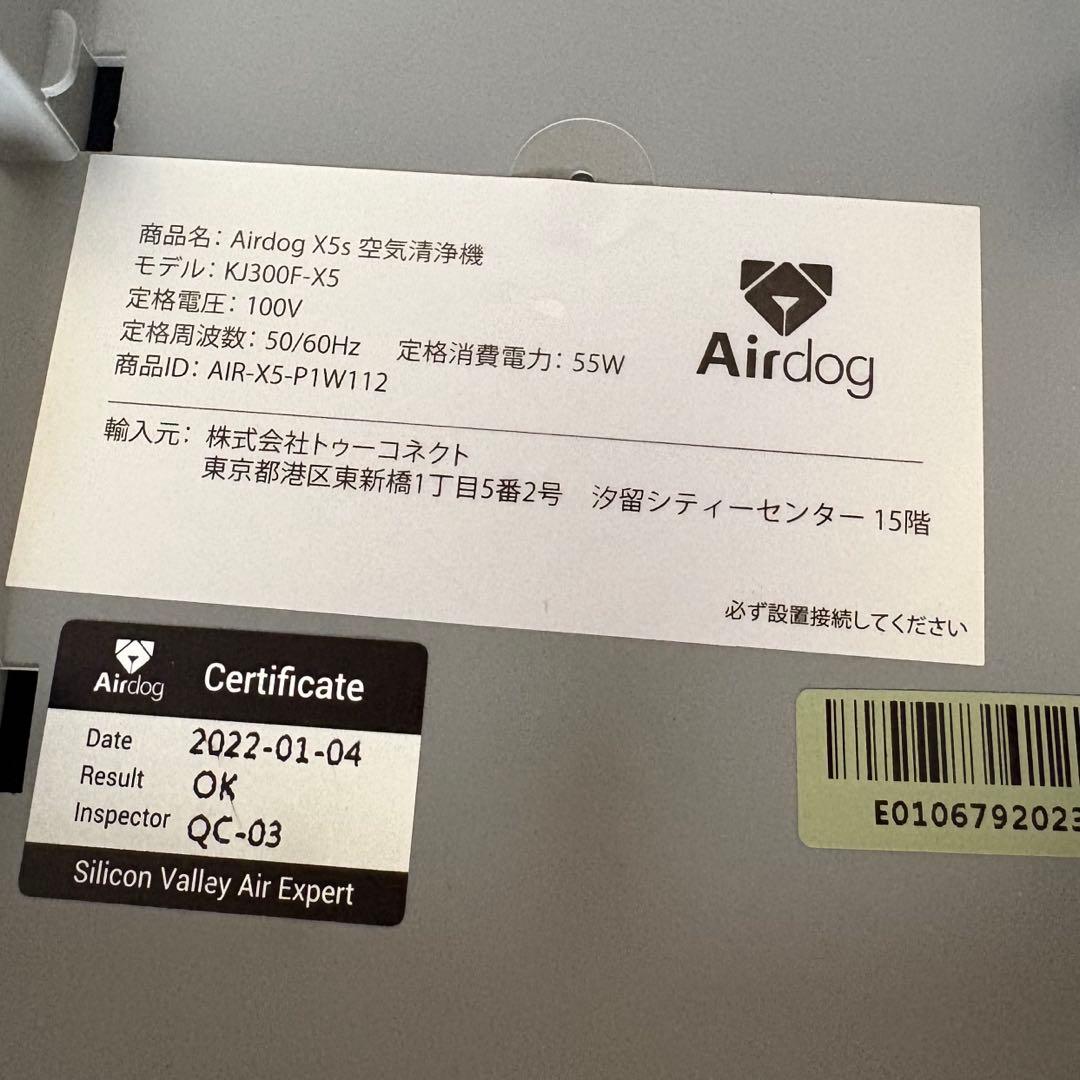 商品名：Airdog X5s 空気清浄機
モデル：KJ300F-X5
定格電圧：100V
定格周波数：50/60Hz 定格消費電力：55W
商品ID：AIR-X5-P1W112
Airdog
輸入元：株式会社トゥーコネクト
東京都港区東新橋1丁目5番2号 汐留シティーセンター 15階
必ず設置接続してください
Airdog Certificate
Date 2022-01-04
Result OK
Inspector QC-03
Silicon Valley Air Expert
E0106792023